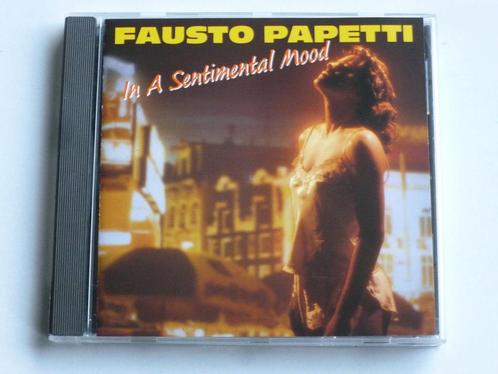 FAUSTO PAPETTI
In A Sentimental Mood